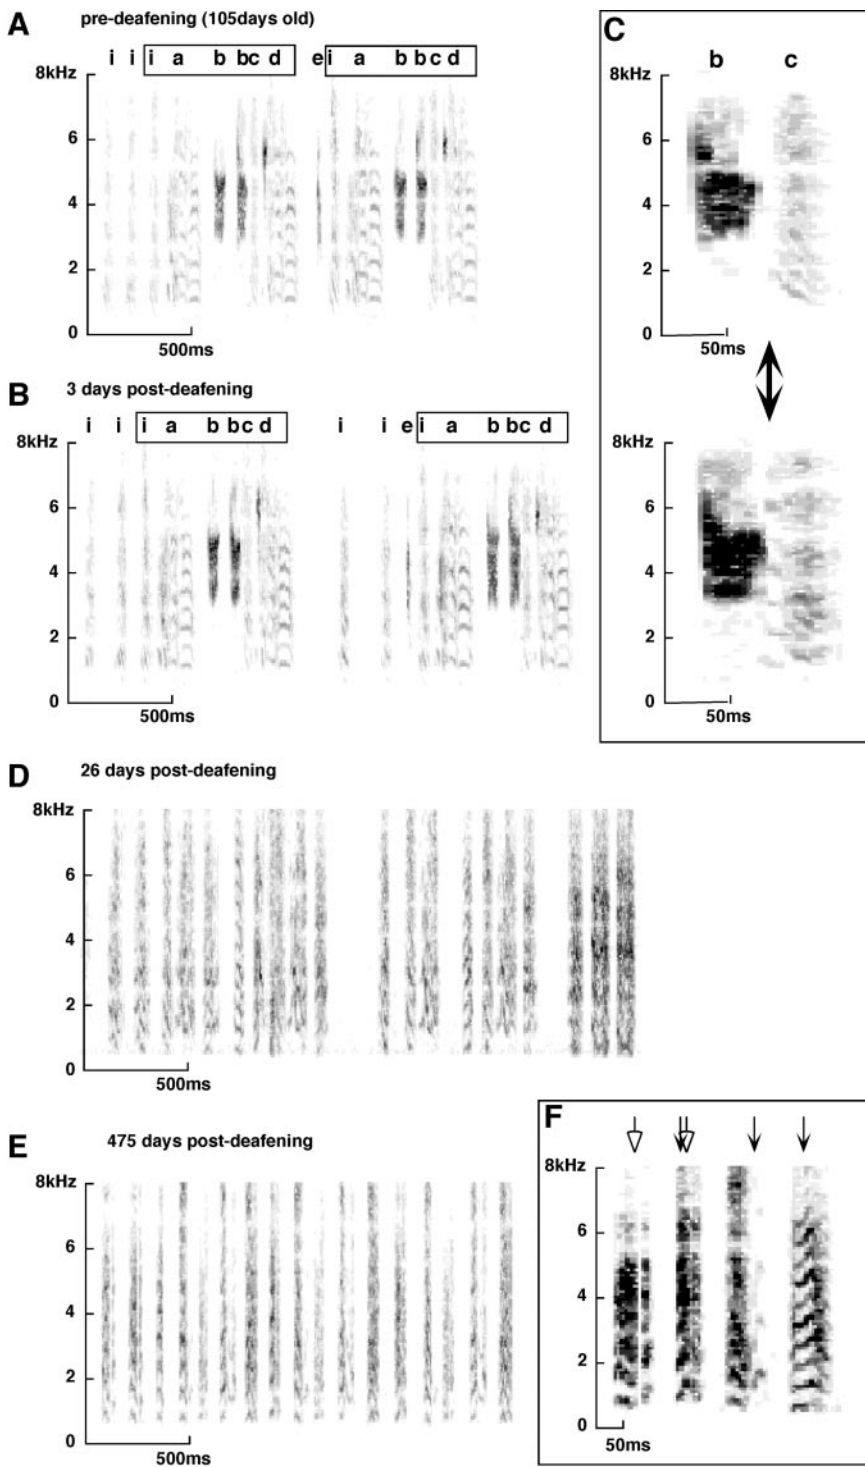 A
pre-deafening (105days old)
i i i a b bc d e i a b b c d
8kHz
6
4
2
0
500ms
B
3 days post-deafening
i i i a b bc d i i e i a b bc d
8kHz
6
4
2
0
500ms
C
b c
6
4
2
0
50ms
8kHz
6
4
2
0
50ms
D
26 days post-deafening
8kHz
6
4
2
0
500ms
E
475 days post-deafening
8kHz
6
4
2
0
500ms
F
8kHz
6
4
2
0
50ms